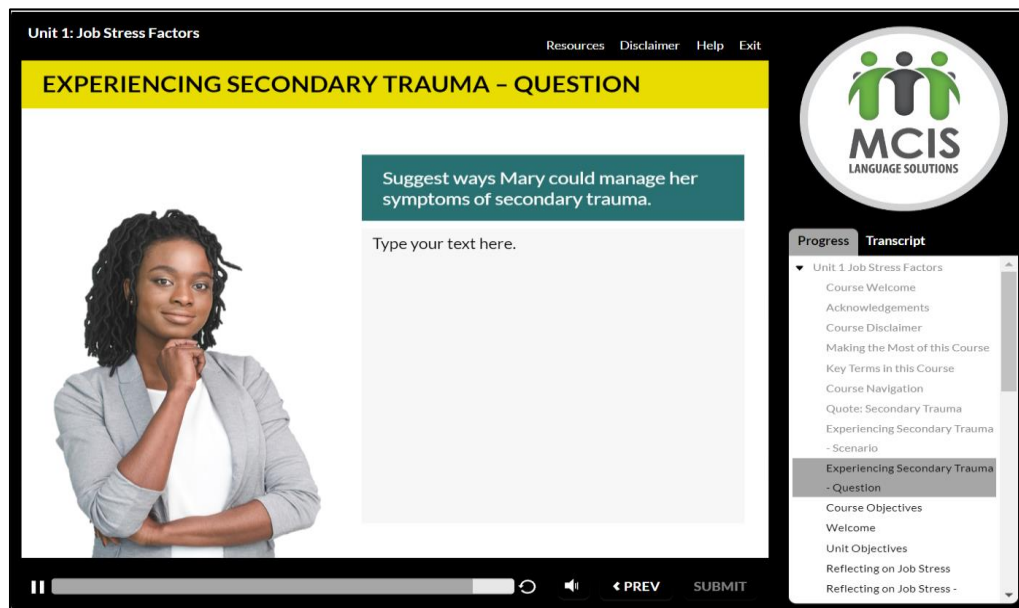 Unit 1: Job Stress Factors
Resources Disclaimer Help Exit
EXPERIENCING SECONDARY TRAUMA – QUESTION
Suggest ways Mary could manage her
symptoms of secondary trauma.
Type your text here.
< PREV SUBMIT
MCIS
LANGUAGE SOLUTIONS
Progress Transcript
Unit 1 Job Stress Factors
Course Welcome
Acknowledgements
Course Disclaimer
Making the Most of this Course
Key Terms in this Course
Course Navigation
Quote: Secondary Trauma
Experiencing Secondary Trauma
- Scenario
Experiencing Secondary Trauma
- Question
Course Objectives
Welcome
Unit Objectives
Reflecting on Job Stress
Reflecting on Job Stress -